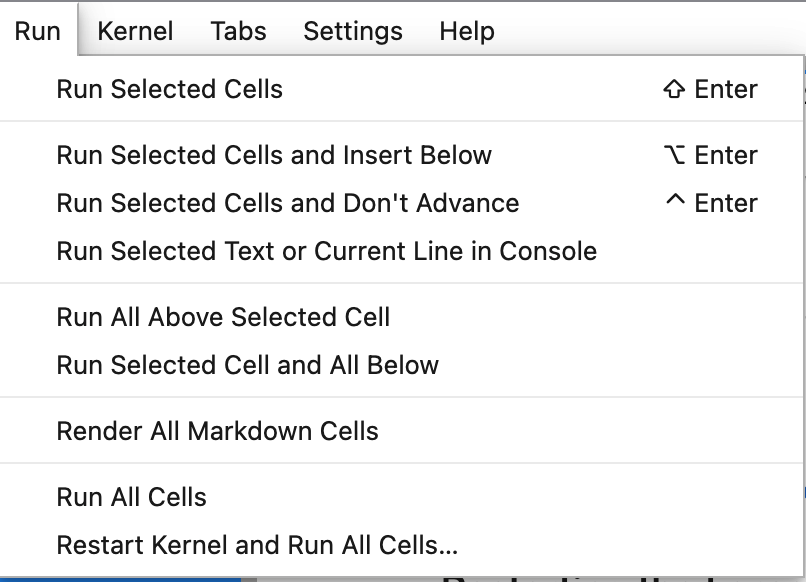 Run Kernel Tabs Settings Help
Run Selected Cells ⇧ Enter
Run Selected Cells and Insert Below ⌥ Enter
Run Selected Cells and Don't Advance ^ Enter
Run Selected Text or Current Line in Console
Run All Above Selected Cell
Run Selected Cell and All Below
Render All Markdown Cells
Run All Cells
Restart Kernel and Run All Cells...